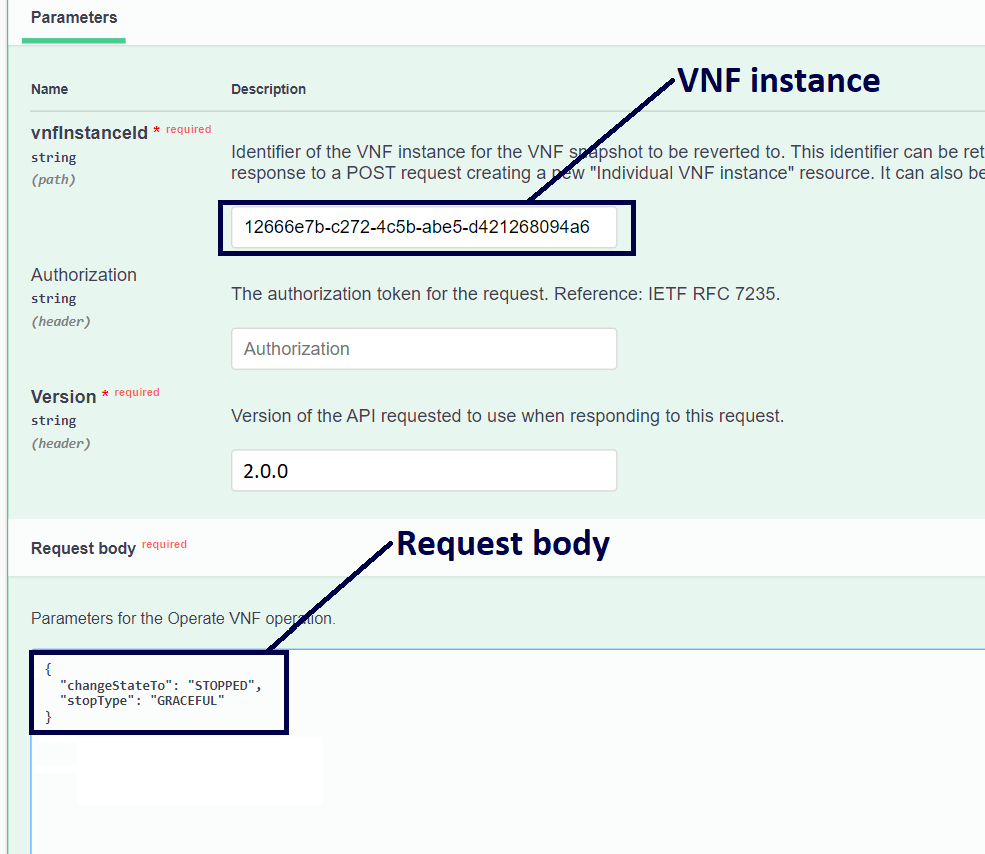 Parameters
VNF instance
Name Description
vnfInstanceId * required
string
(path)
Identifier of the VNF instance for the VNF snapshot to be reverted to. This identifier can be ret
response to a POST request creating a new "Individual VNF instance" resource. It can also be
12666e7b-c272-4c5b-abe5-d421268094a6
Authorization
string
(header)
The authorization token for the request. Reference: IETF RFC 7235.
Authorization
Version * required
string
(header)
Version of the API requested to use when responding to this request.
2.0.0
Request body required
Request body
Parameters for the Operate VNF operation.
{
"changeStateTo": "STOPPED",
"stopType": "GRACEFUL"
}